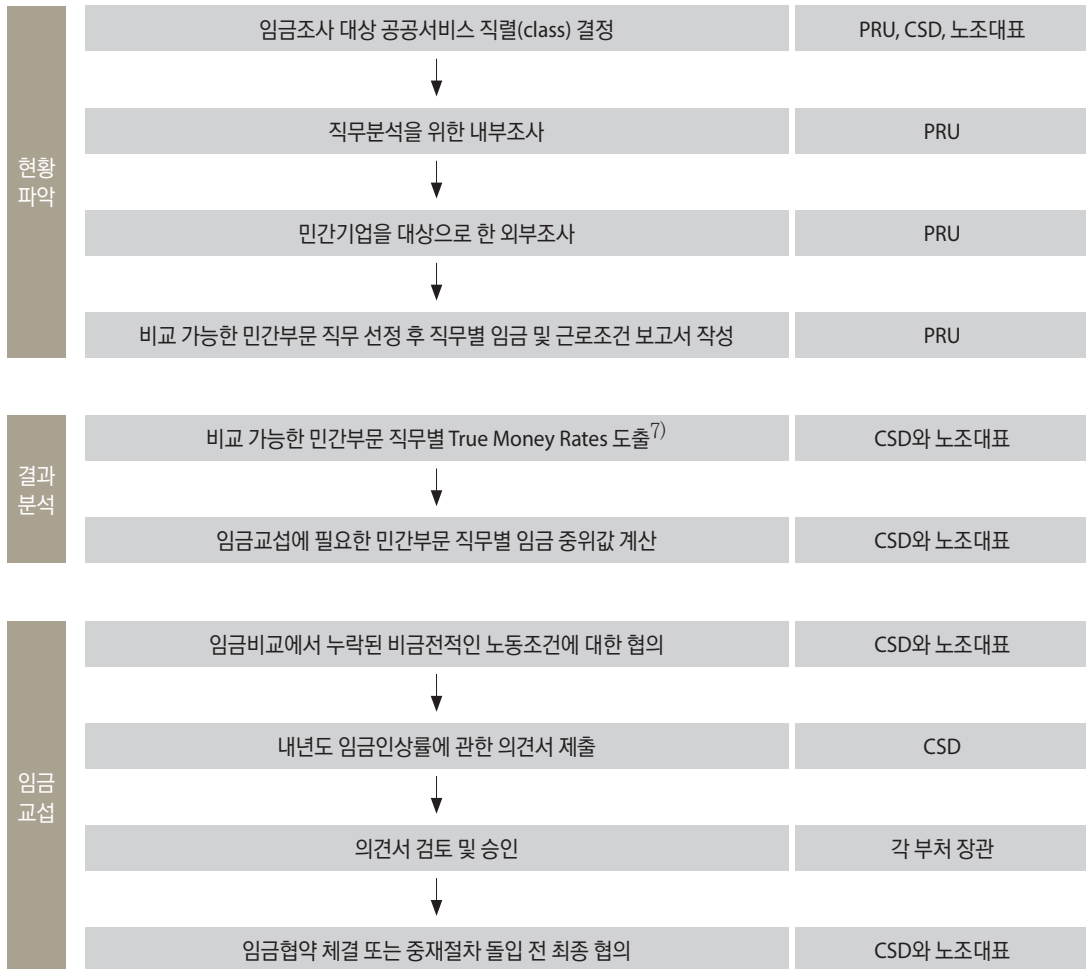 현황
파악
임금조사 대상 공공서비스 직렬(class) 결정
PRU, CSD, 노조대표
직무분석을 위한 내부조사
PRU
민간기업을 대상으로 한 외부조사
PRU
비교 가능한 민간부문 직무 선정 후 직무별 임금 및 근로조건 보고서 작성
PRU
결과
분석
비교 가능한 민간부문 직무별 True Money Rates 도출7)
CSD와 노조대표
임금교섭에 필요한 민간부문 직무별 임금 중위값 계산
CSD와 노조대표
임금
교섭
임금비교에서 누락된 비금전적인 노동조건에 대한 협의
CSD와 노조대표
내년도 임금인상률에 관한 의견서 제출
CSD
의견서 검토 및 승인
각 부처 장관
임금협약 체결 또는 중재절차 돌입 전 최종 협의
CSD와 노조대표